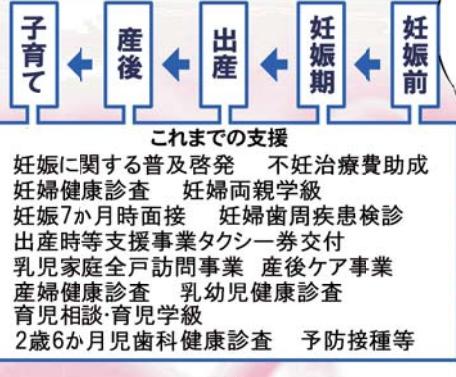 妊娠前
妊娠期
出産
産後
子育て
これまでの支援
妊娠に関する普及啓発　不妊治療費助成
妊婦健康診査　妊婦両親学級
妊娠7か月時面接　妊婦歯周疾患検診
出産時等支援事業タクシー券交付
乳児家庭全戸訪問事業　産後ケア事業
産婦健康診査　乳幼児健康診査
育児相談・育児学級
2歳6か月児歯科健康診査　予防接種等